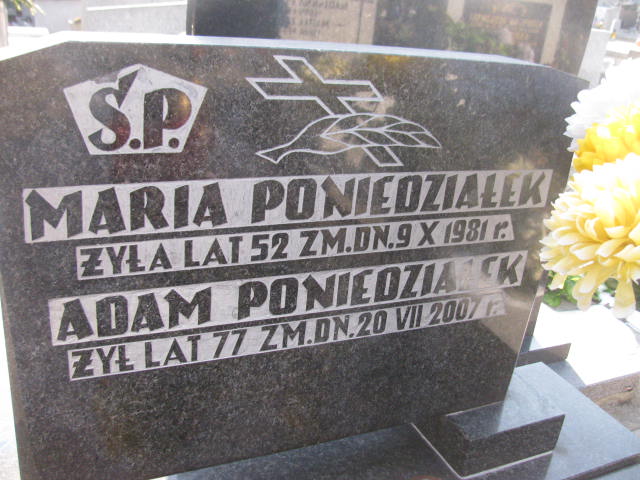 Ś.P.
MARIA PONIEDZIAŁEK
ŻYŁA LAT 52 ZM.DN.9 X 1981 r.
ADAM PONIEDZIAŁEK
ŻYŁ LAT 77 ZM.DN.20 VII 2007 r.